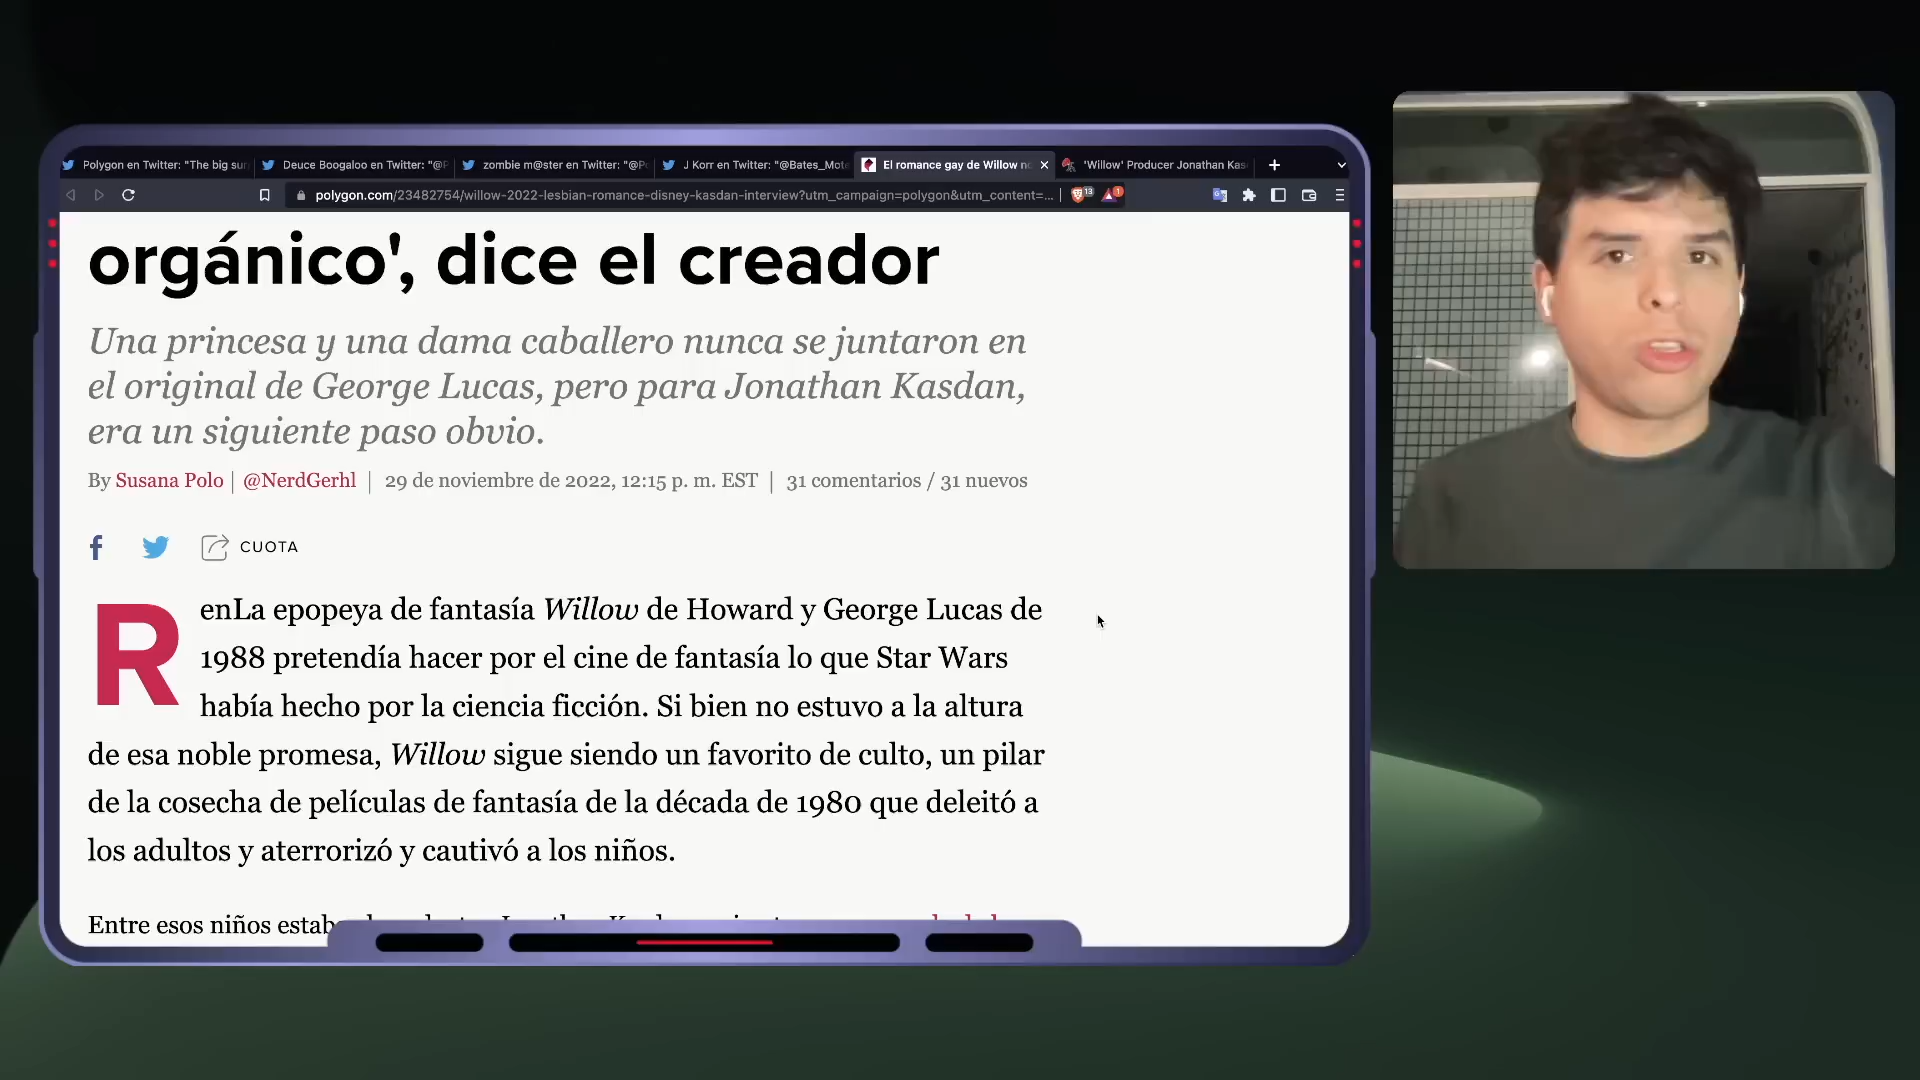 Polygon en Twitter: "The big sur
Deuce Boogaloo en Twitter: "@P
zombie m@ster en Twitter: "@Po
J Korr en Twitter: "@Bates_Mote
El romance gay de Willow no
'Willow' Producer Jonathan Kas
polygon.com/23482754/willow-2022-lesbian-romance-disney-kasdan-interview?utm_campaign=polygon&utm_content=...
13
1
orgánico', dice el creador
Una princesa y una dama caballero nunca se juntaron en
el original de George Lucas, pero para Jonathan Kasdan,
era un siguiente paso obvio.
By Susana Polo | @NerdGerhl | 29 de noviembre de 2022, 12:15 p. m. EST | 31 comentarios / 31 nuevos
CUOTA
R enLa epopeya de fantasía Willow de Howard y George Lucas de
1988 pretendía hacer por el cine de fantasía lo que Star Wars
había hecho por la ciencia ficción. Si bien no estuvo a la altura
de esa noble promesa, Willow sigue siendo un favorito de culto, un pilar
de la cosecha de películas de fantasía de la década de 1980 que deleitó a
los adultos y aterrorizó y cautivó a los niños.
Entre esos niños estab